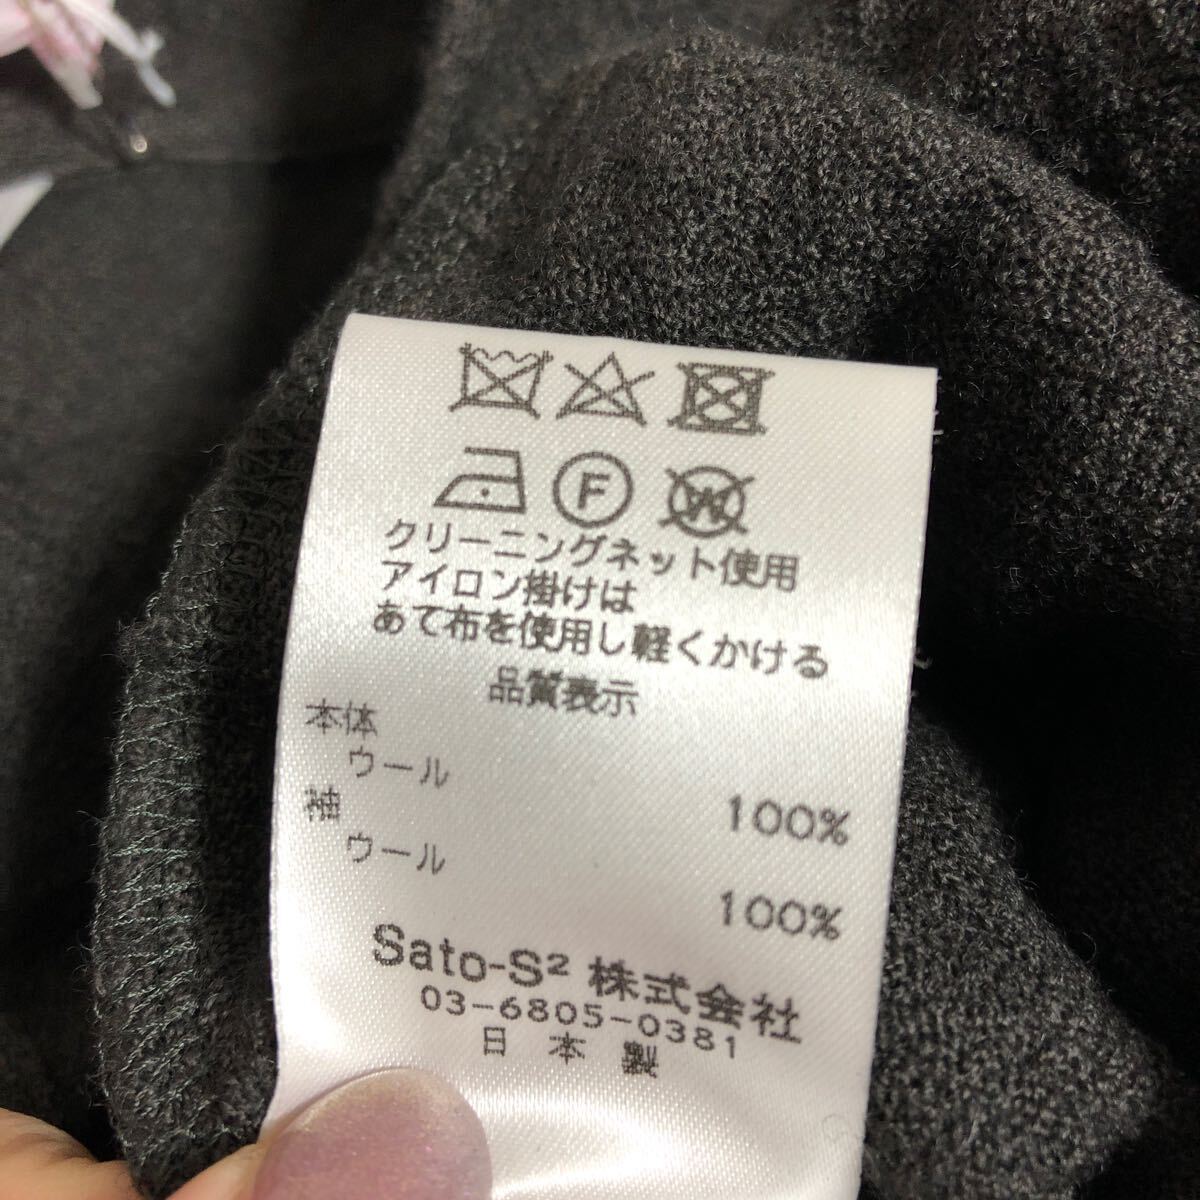 F W
クリーニングネット使用
アイロン掛けは
あて布を使用し軽くかける
品質表示
本体
ウール 100%
袖
ウール 100%
Sato-S² 株式会社
03-6805-0381
日本製